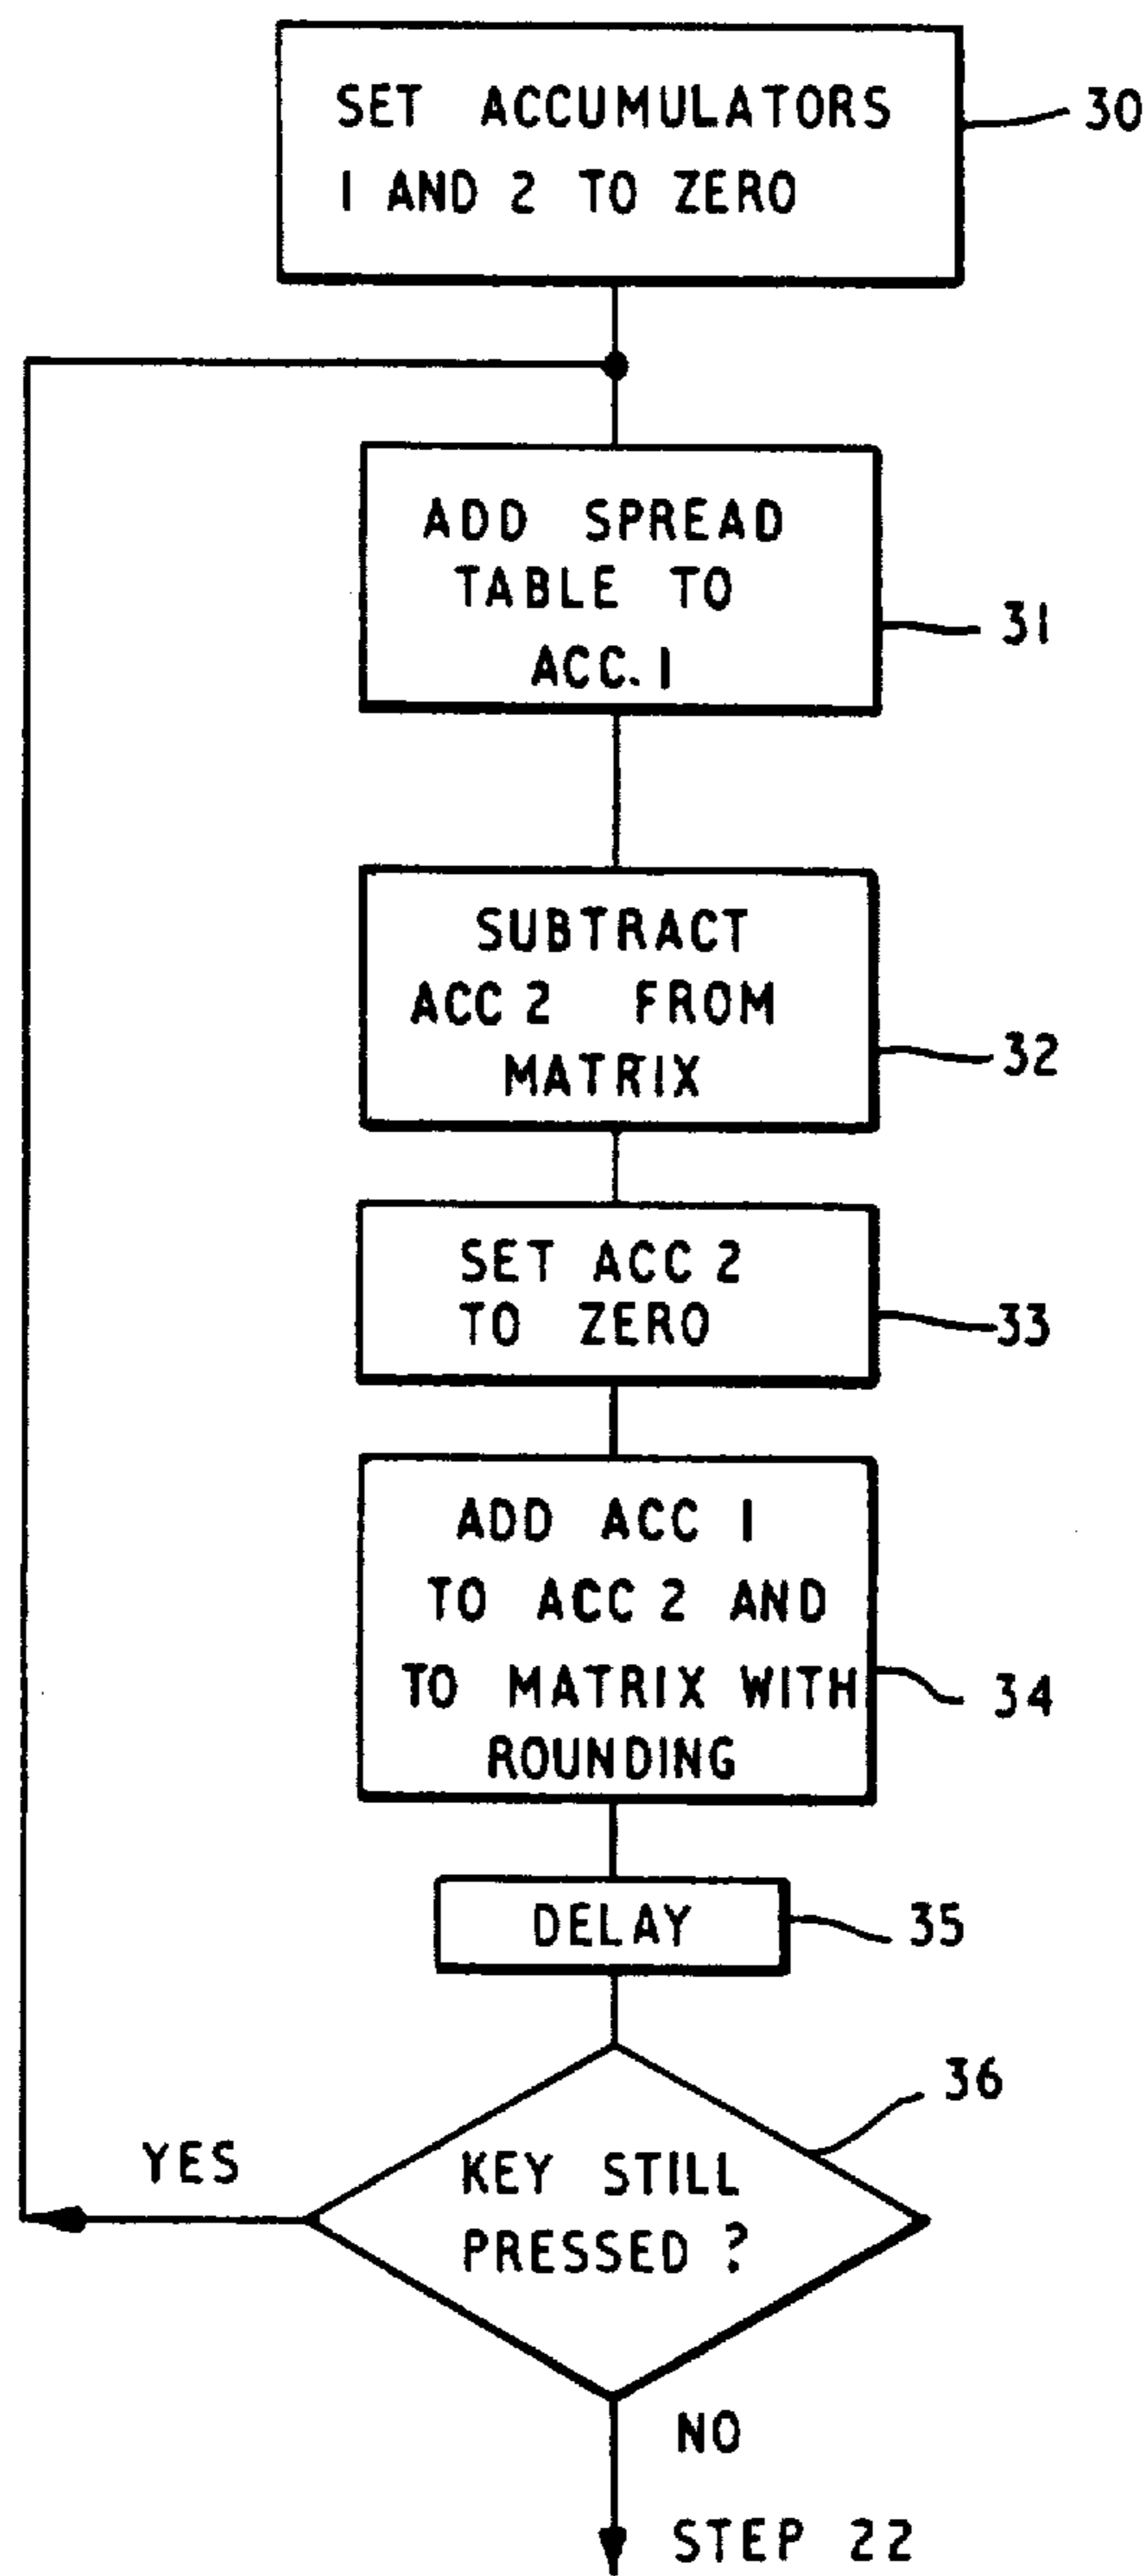 SET ACCUMULATORS
1 AND 2 TO ZERO
30
ADD SPREAD
TABLE TO
ACC. 1
31
SUBTRACT
ACC 2 FROM
MATRIX
32
SET ACC 2
TO ZERO
33
ADD ACC 1
TO ACC 2 AND
TO MATRIX WITH
ROUNDING
34
DELAY
35
36
YES
KEY STILL
PRESSED ?
NO
STEP 22